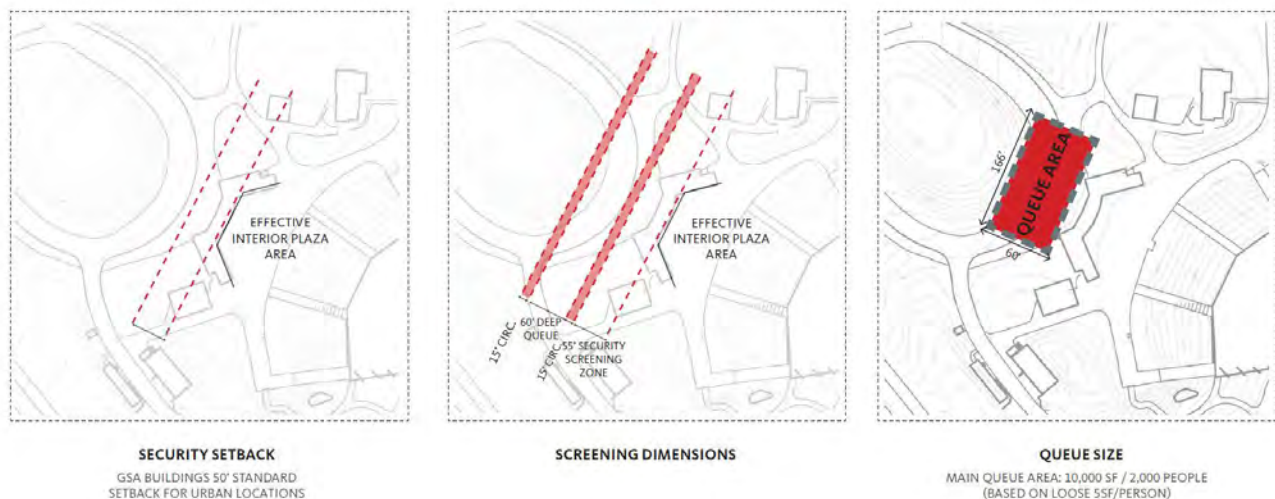 EFFECTIVE
INTERIOR PLAZA
AREA
SECURITY SETBACK
GSA BUILDINGS 50' STANDARD
SETBACK FOR URBAN LOCATIONS
EFFECTIVE
INTERIOR PLAZA
AREA
15' CIRC.
60' DEEP
QUEUE
15' CIRC.
55' SECURITY
SCREENING
ZONE
SCREENING DIMENSIONS
166'
QUEUE AREA
60'
QUEUE SIZE
MAIN QUEUE AREA: 10,000 SF / 2,000 PEOPLE
(BASED ON LOOSE 5SF/PERSON)